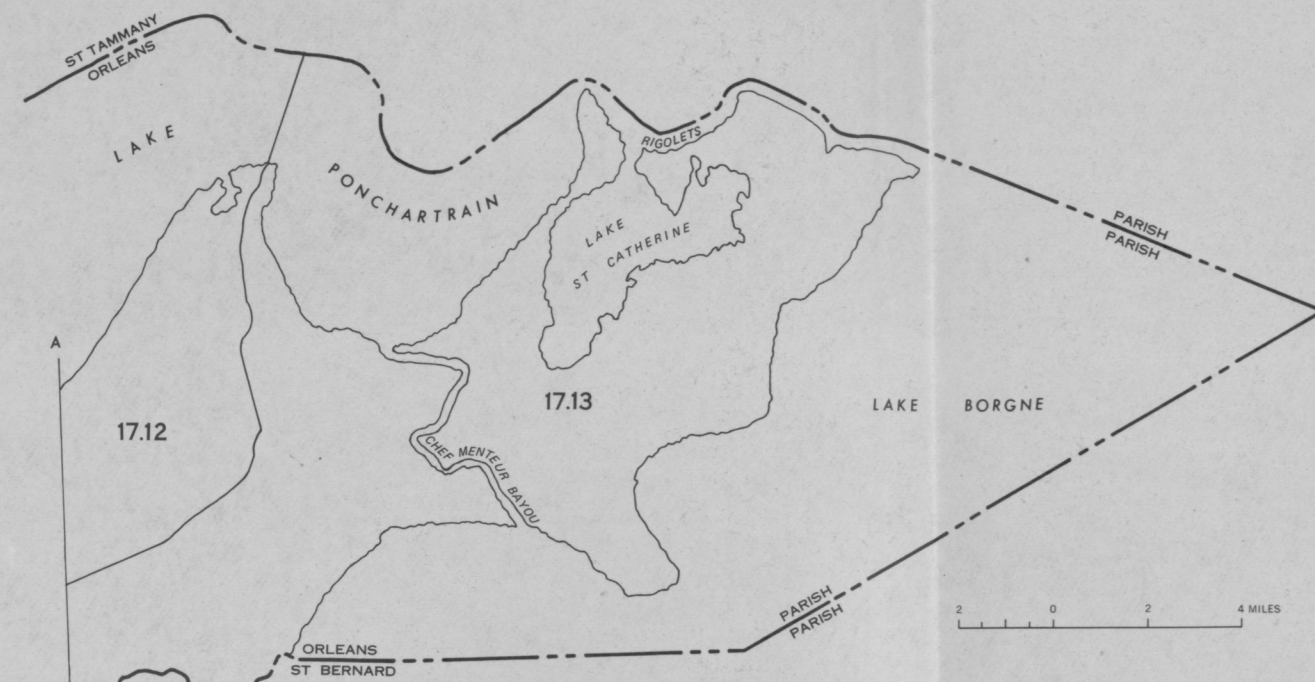 ST TAMMANY
ORLEANS
LAKE
PONCHARTRAIN
RIGOLETS
LAKE
ST CATHERINE
PARISH
PARISH
A
17.12
17.13
LAKE BORGNE
CHEF MENTEUR BAYOU
PARISH
PARISH
2 0 2 4 MILES
ORLEANS
ST BERNARD